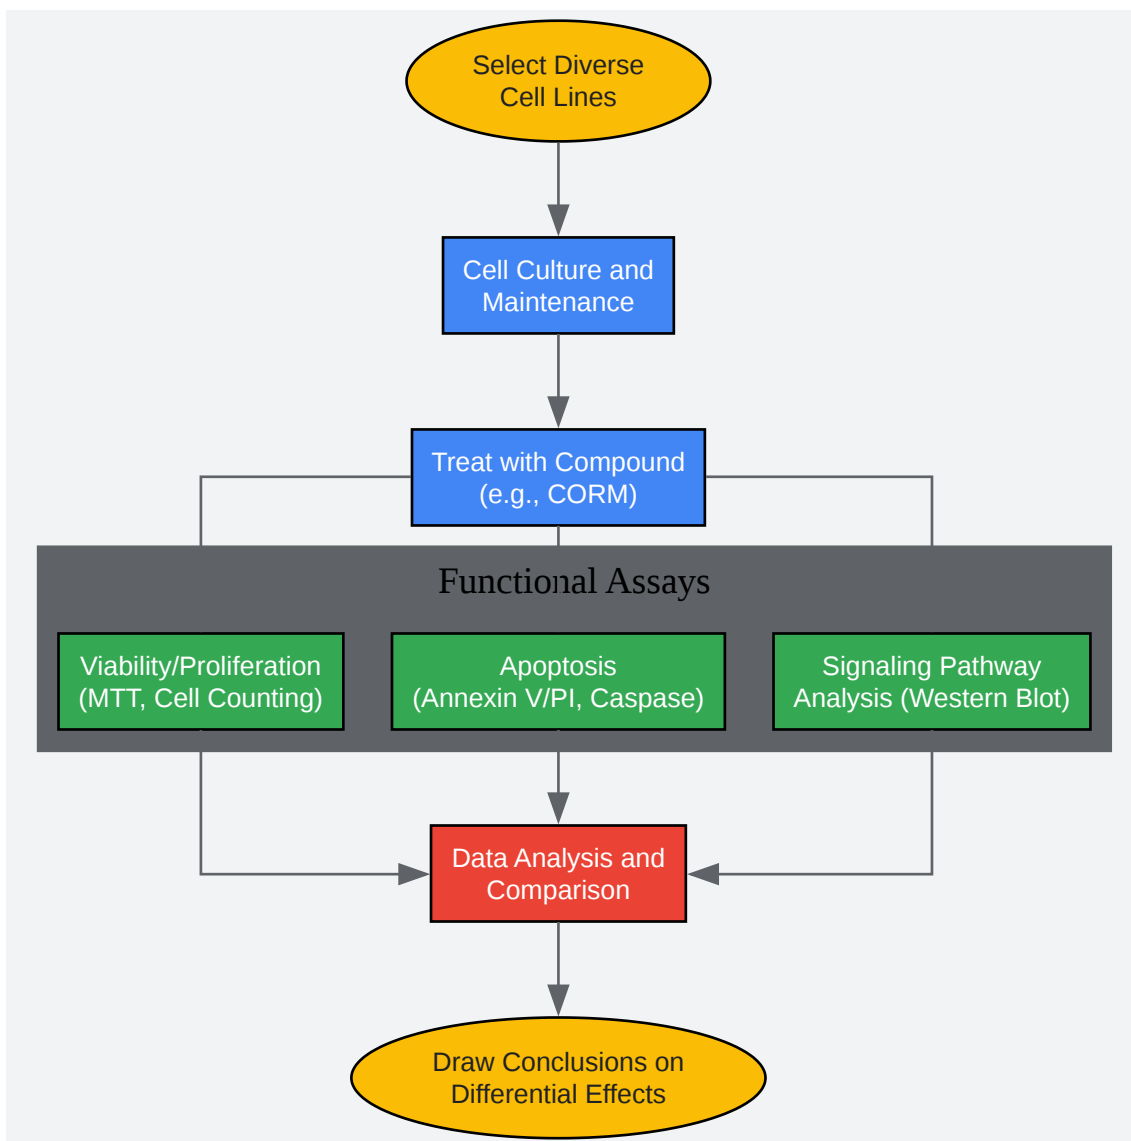 Select Diverse
Cell Lines
Cell Culture and
Maintenance
Treat with Compound
(e.g., CORM)
Functional Assays
Viability/Proliferation
(MTT, Cell Counting)
Apoptosis
(Annexin V/PI, Caspase)
Signaling Pathway
Analysis (Western Blot)
Data Analysis and
Comparison
Draw Conclusions on
Differential Effects